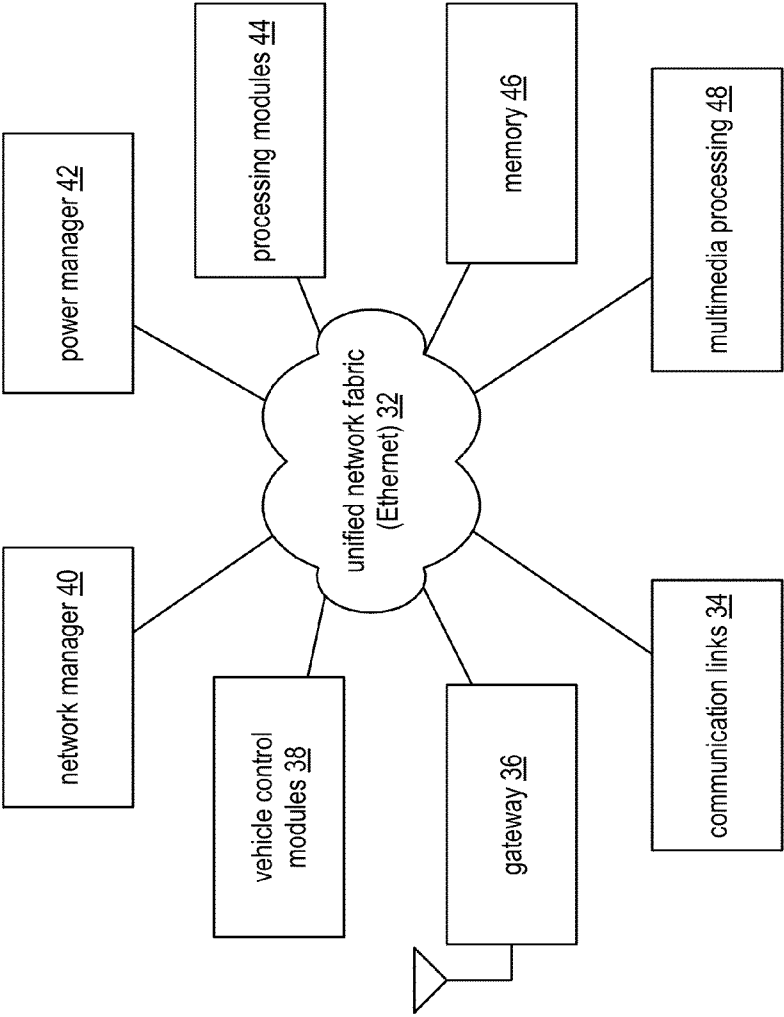 network manager 40
power manager 42
vehicle control
modules 38
processing modules 44
unified network fabric
(Ethernet) 32
gateway 36
memory 46
communication links 34
multimedia processing 48